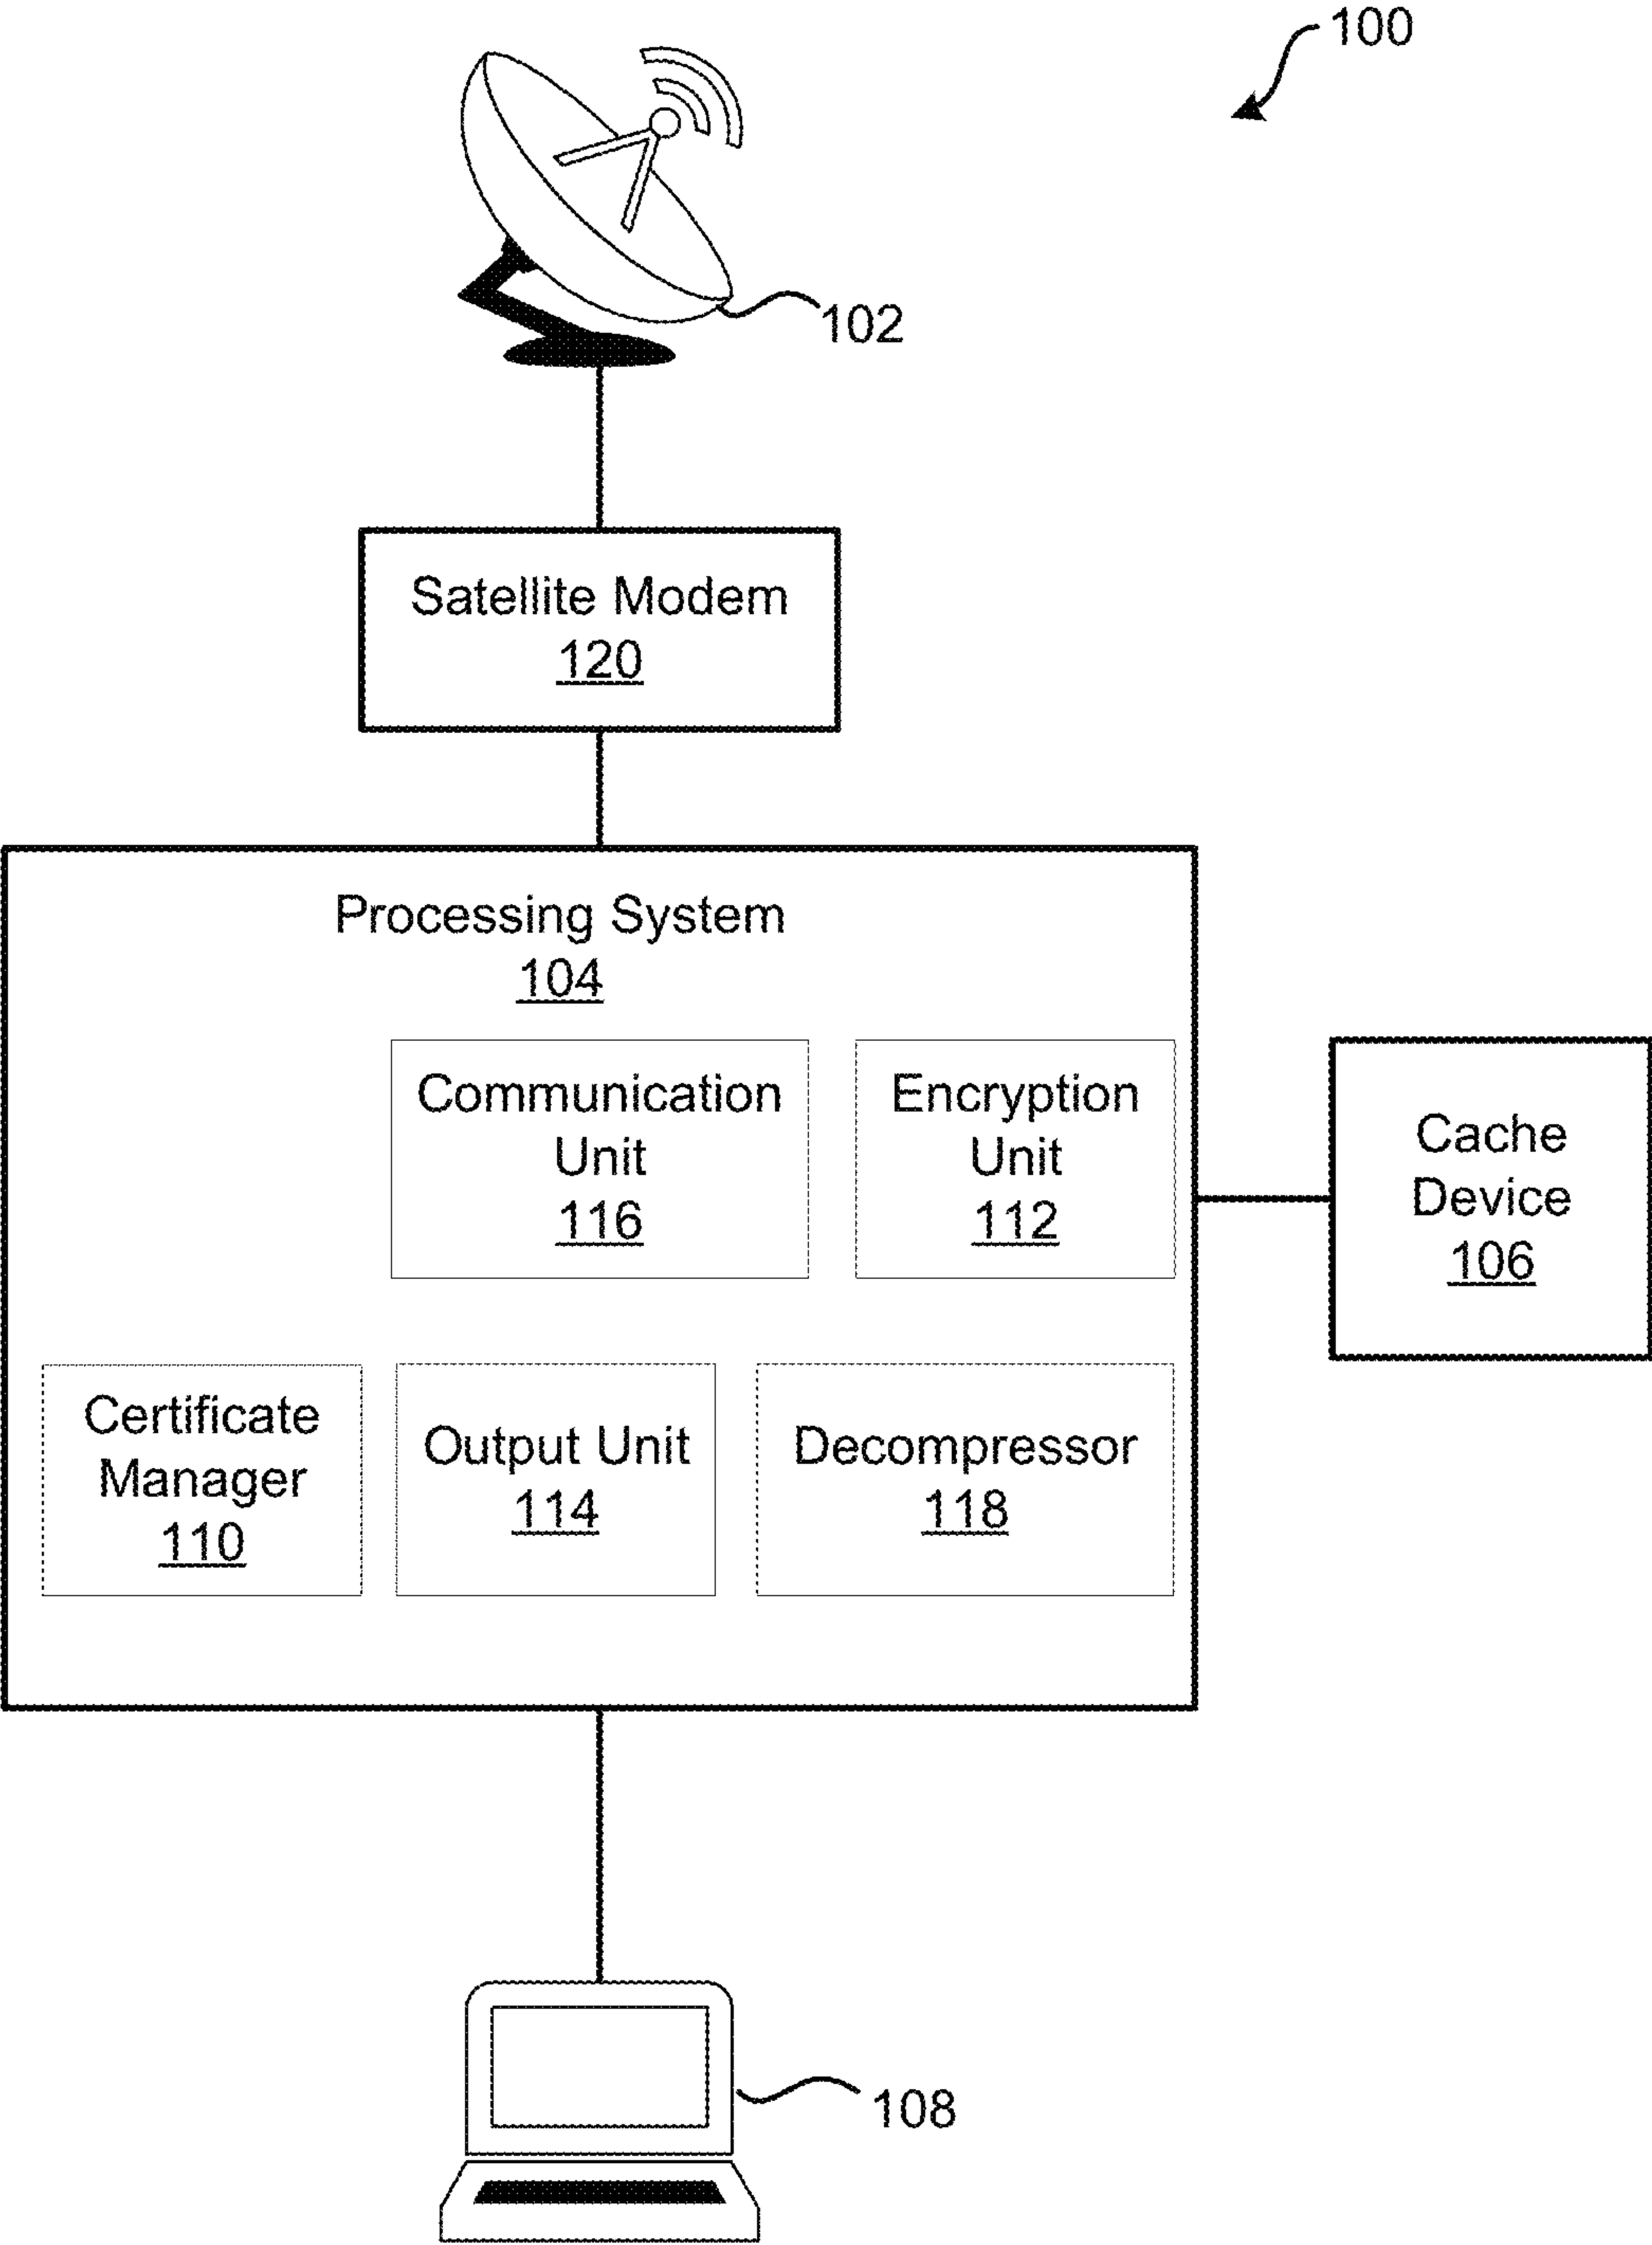 100
102
Satellite Modem
120
Processing System
104
Communication
Unit
116
Encryption
Unit
112
Cache
Device
106
Certificate
Manager
110
Output Unit
114
Decompressor
118
108